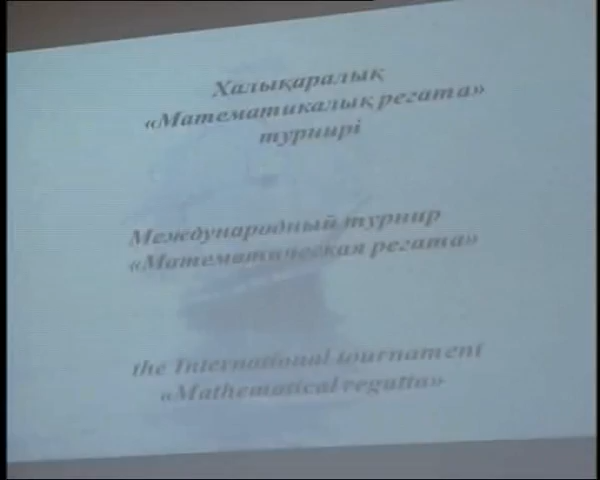 Халықаралық
«Математикалық регата»
турнирі
Международный турнир
«Математическая регата»
the International tournament
«Mathematical regatta»